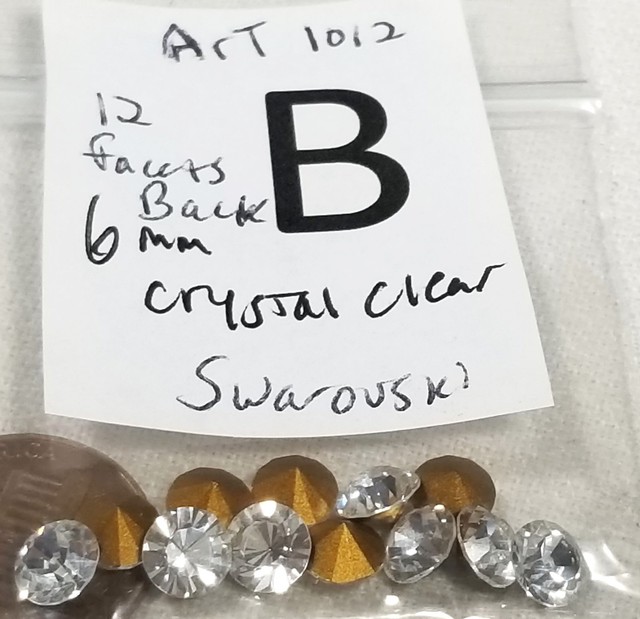 ArT 1012
B
12
facets
Back
6 mm
crystal clear
Swarovski